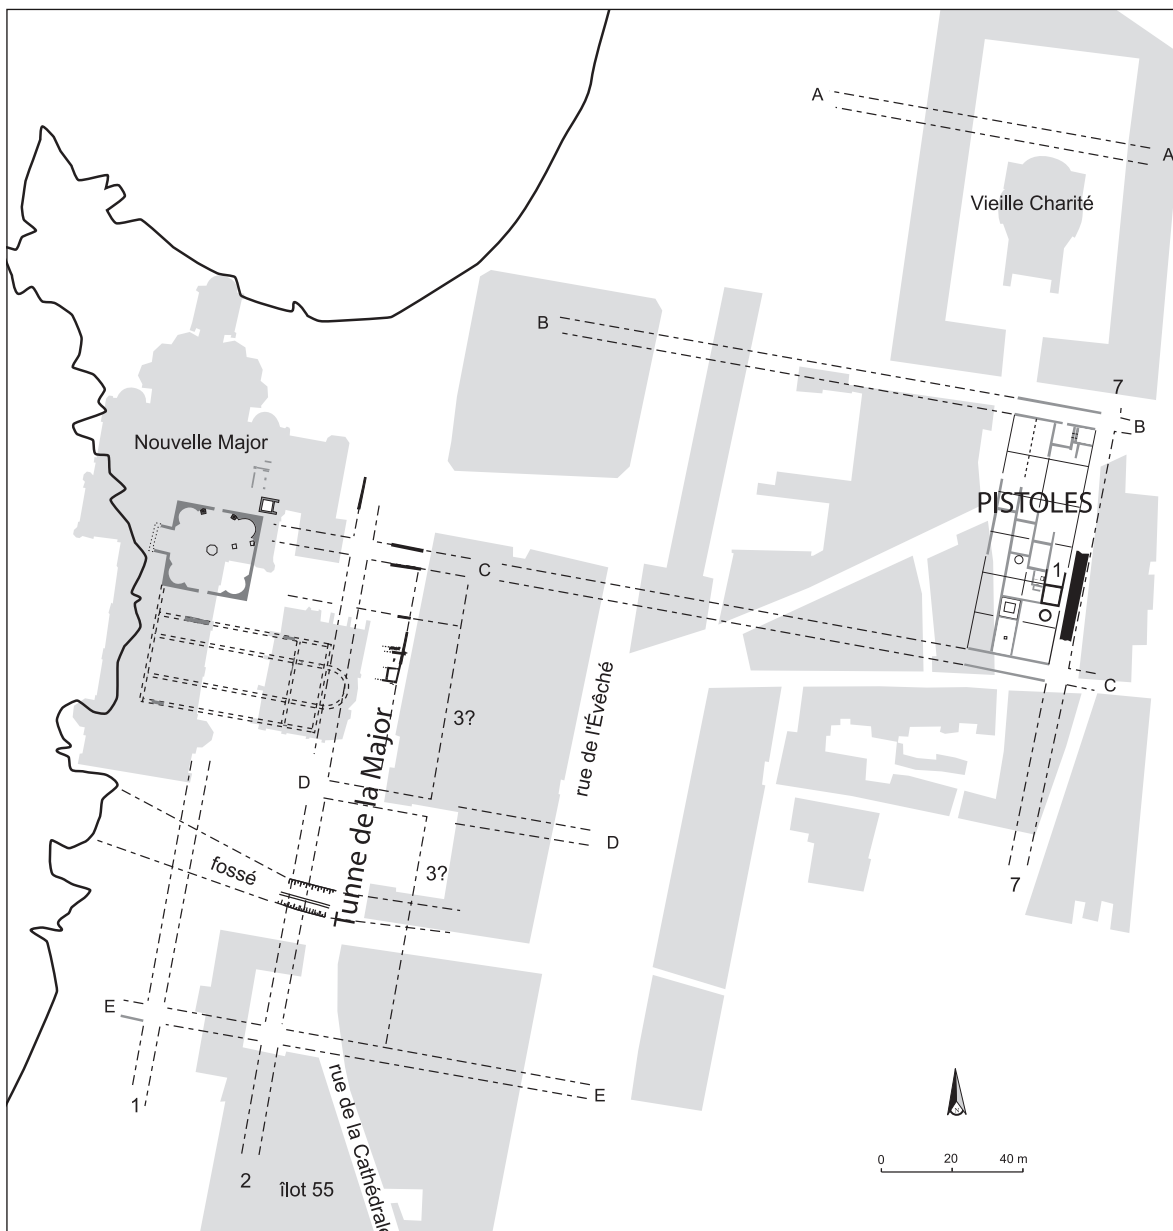 A
A
Vieille Charité
B
7
B
Nouvelle Major
PISTOLES
1
C
C
rue de l'Évêché
3?
Tunne de la Major
D
D
fossé
3?
7
E
E
1
2
rue de la Cathédrale
îlot 55
N
0 20 40 m